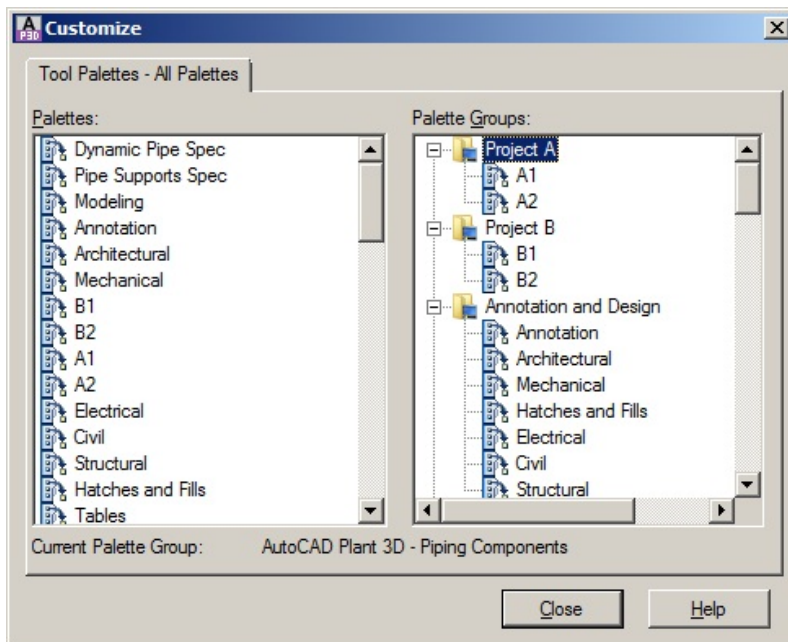 A
P3D
Customize
Tool Palettes - All Palettes
Palettes:
Dynamic Pipe Spec
Pipe Supports Spec
Modeling
Annotation
Architectural
Mechanical
B1
B2
A1
A2
Electrical
Civil
Structural
Hatches and Fills
Tables
Palette Groups:
Project A
A1
A2
Project B
B1
B2
Annotation and Design
Annotation
Architectural
Mechanical
Hatches and Fills
Electrical
Civil
Structural
Current Palette Group: AutoCAD Plant 3D - Piping Components
Close
Help